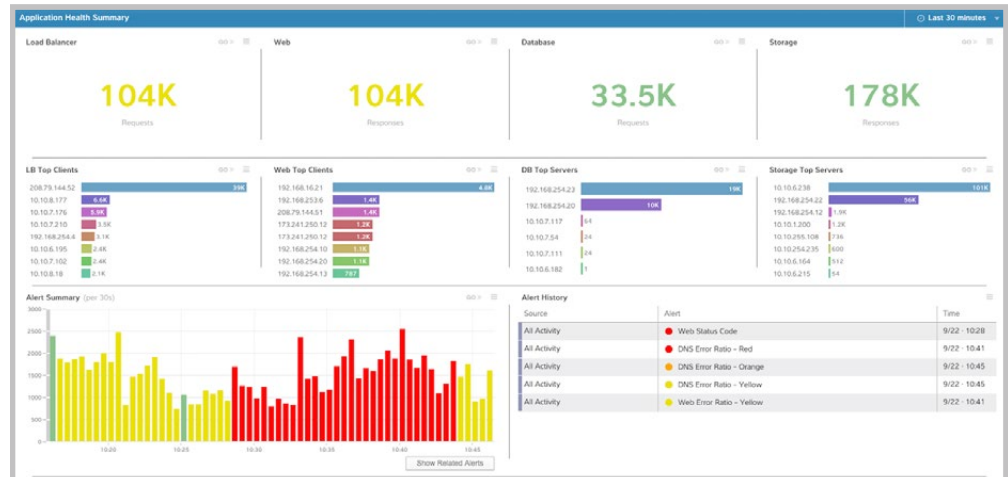 Application Health Summary
Last 30 minutes
Load Balancer
GO >
Web
GO >
Database
GO >
Storage
GO >
104K
Requests
104K
Responses
33.5K
Requests
178K
Responses
LB Top Clients
GO >
208.79.144.52 39K
10.10.8.177 6.6K
10.10.7.176 5.9K
10.10.7.210 3.5K
192.168.254.4 3.1K
10.10.6.195 2.4K
10.10.7.102 2.4K
10.10.8.18 2.1K
Web Top Clients
GO >
192.168.16.21 4.8K
192.168.253.6 1.4K
208.79.144.51 1.4K
173.241.250.12 1.2K
173.241.250.12 1.2K
192.168.254.10 1.1K
192.168.254.20 1.1K
192.168.254.13 787
DB Top Servers
GO >
192.168.254.23 19K
192.168.254.20 10K
10.10.7.117 64
10.10.7.54 24
10.10.7.111 24
10.10.6.182 1
Storage Top Servers
GO >
10.10.6.238 101K
192.168.254.22 56K
192.168.254.12 1.9K
10.10.1.200 1.2K
10.10.255.108 736
10.10.254.235 600
10.10.6.164 512
10.10.6.215 54
Alert Summary (per 30s)
GO >
3000
2500
2000
1500
1000
500
0
10:20 10:25 10:30 10:35 10:40 10:45
Show Related Alerts
Alert History
Source Alert Time
All Activity Web Status Code 9/22 - 10:28
All Activity DNS Error Ratio - Red 9/22 - 10:41
All Activity DNS Error Ratio - Orange 9/22 - 10:45
All Activity DNS Error Ratio - Yellow 9/22 - 10:45
All Activity Web Error Ratio - Yellow 9/22 - 10:41